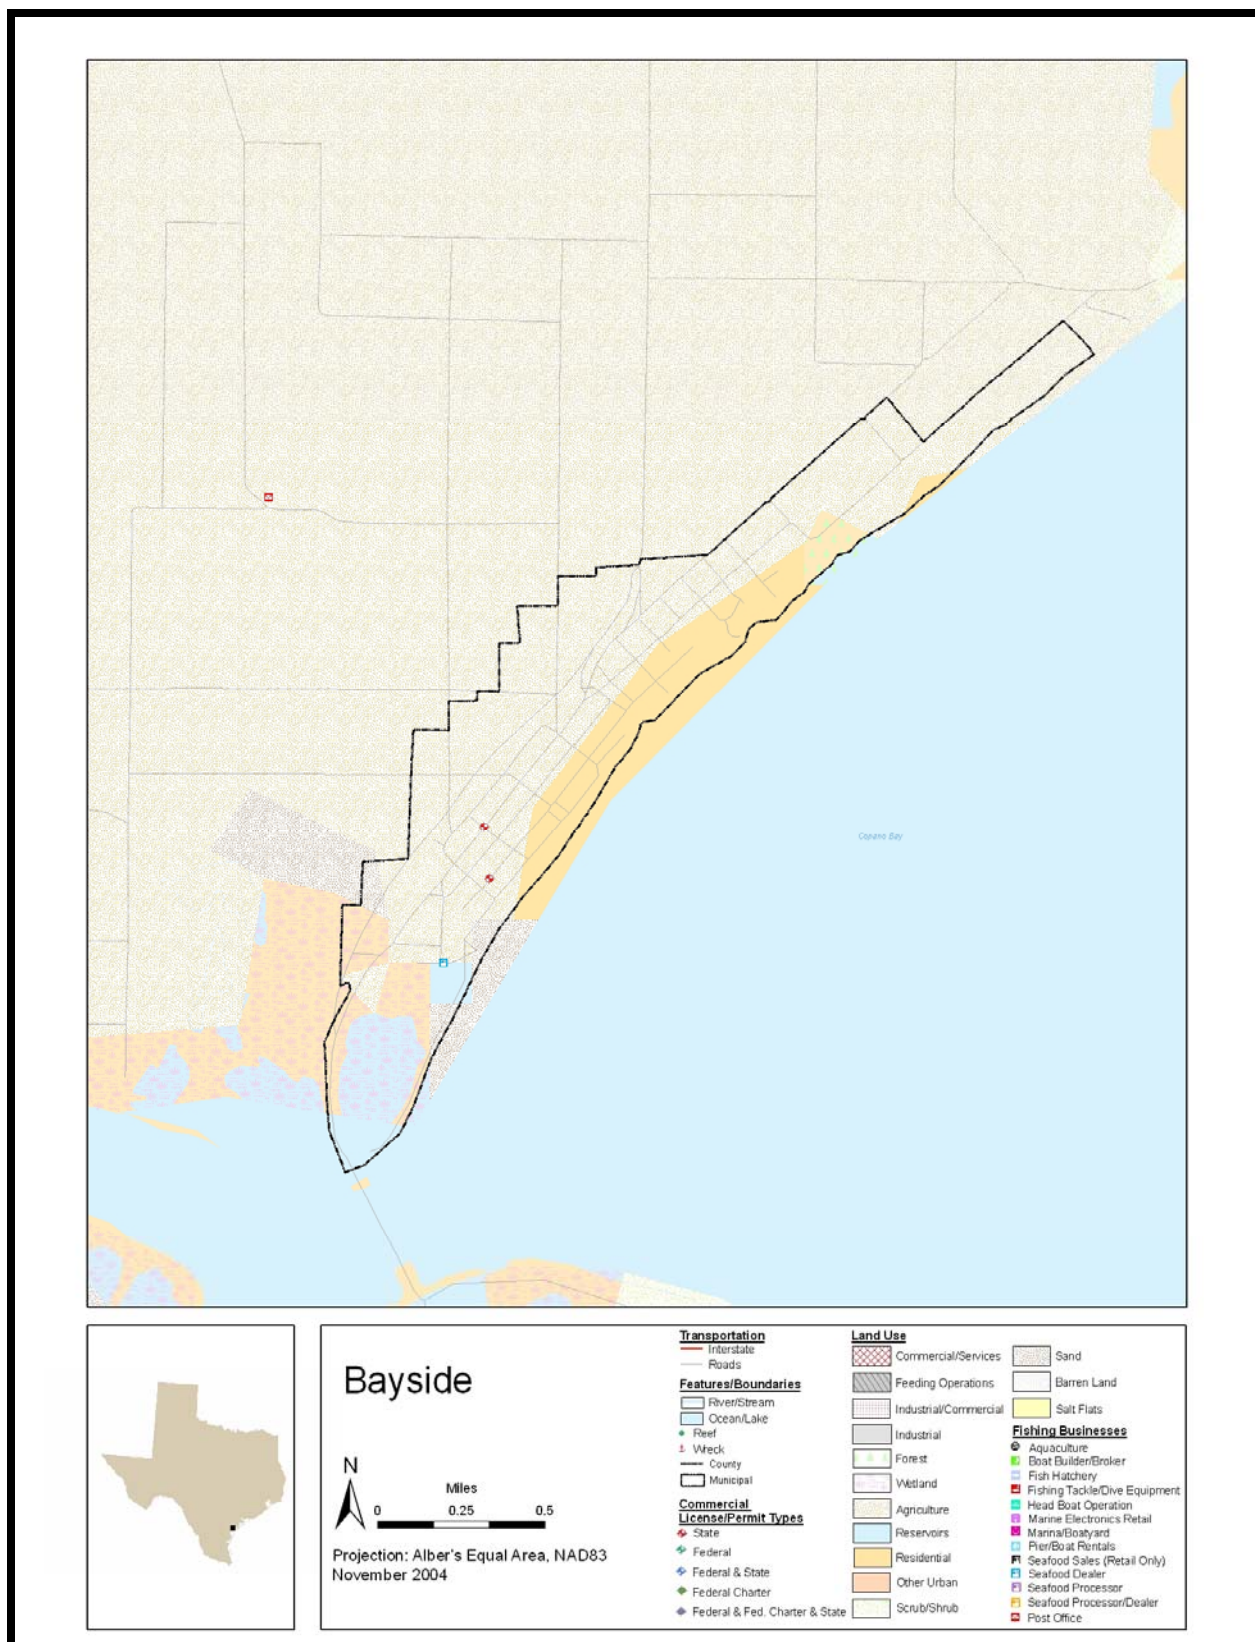 Copano Bay
Bayside
N
Miles
0 0.25 0.5
Projection: Alber's Equal Area, NAD83
November 2004
Transportation
Interstate
Roads
Features/Boundaries
River/Stream
Ocean/Lake
Reef
Wreck
County
Municipal
Commercial
License/Permit Types
State
Federal
Federal & State
Federal Charter
Federal & Fed. Charter & State
Land Use
Commercial/Services
Feeding Operations
Industrial/Commercial
Industrial
Forest
Wetland
Agriculture
Reservoirs
Residential
Other Urban
Scrub/Shrub
Sand
Barren Land
Salt Flats
Fishing Businesses
Aquaculture
Boat Builder/Broker
Fish Hatchery
Fishing Tackle/Dive Equipment
Head Boat Operation
Marine Electronics Retail
Marina/Boatyard
Pier/Boat Rentals
Seafood Sales (Retail Only)
Seafood Dealer
Seafood Processor
Seafood Processor/Dealer
Post Office